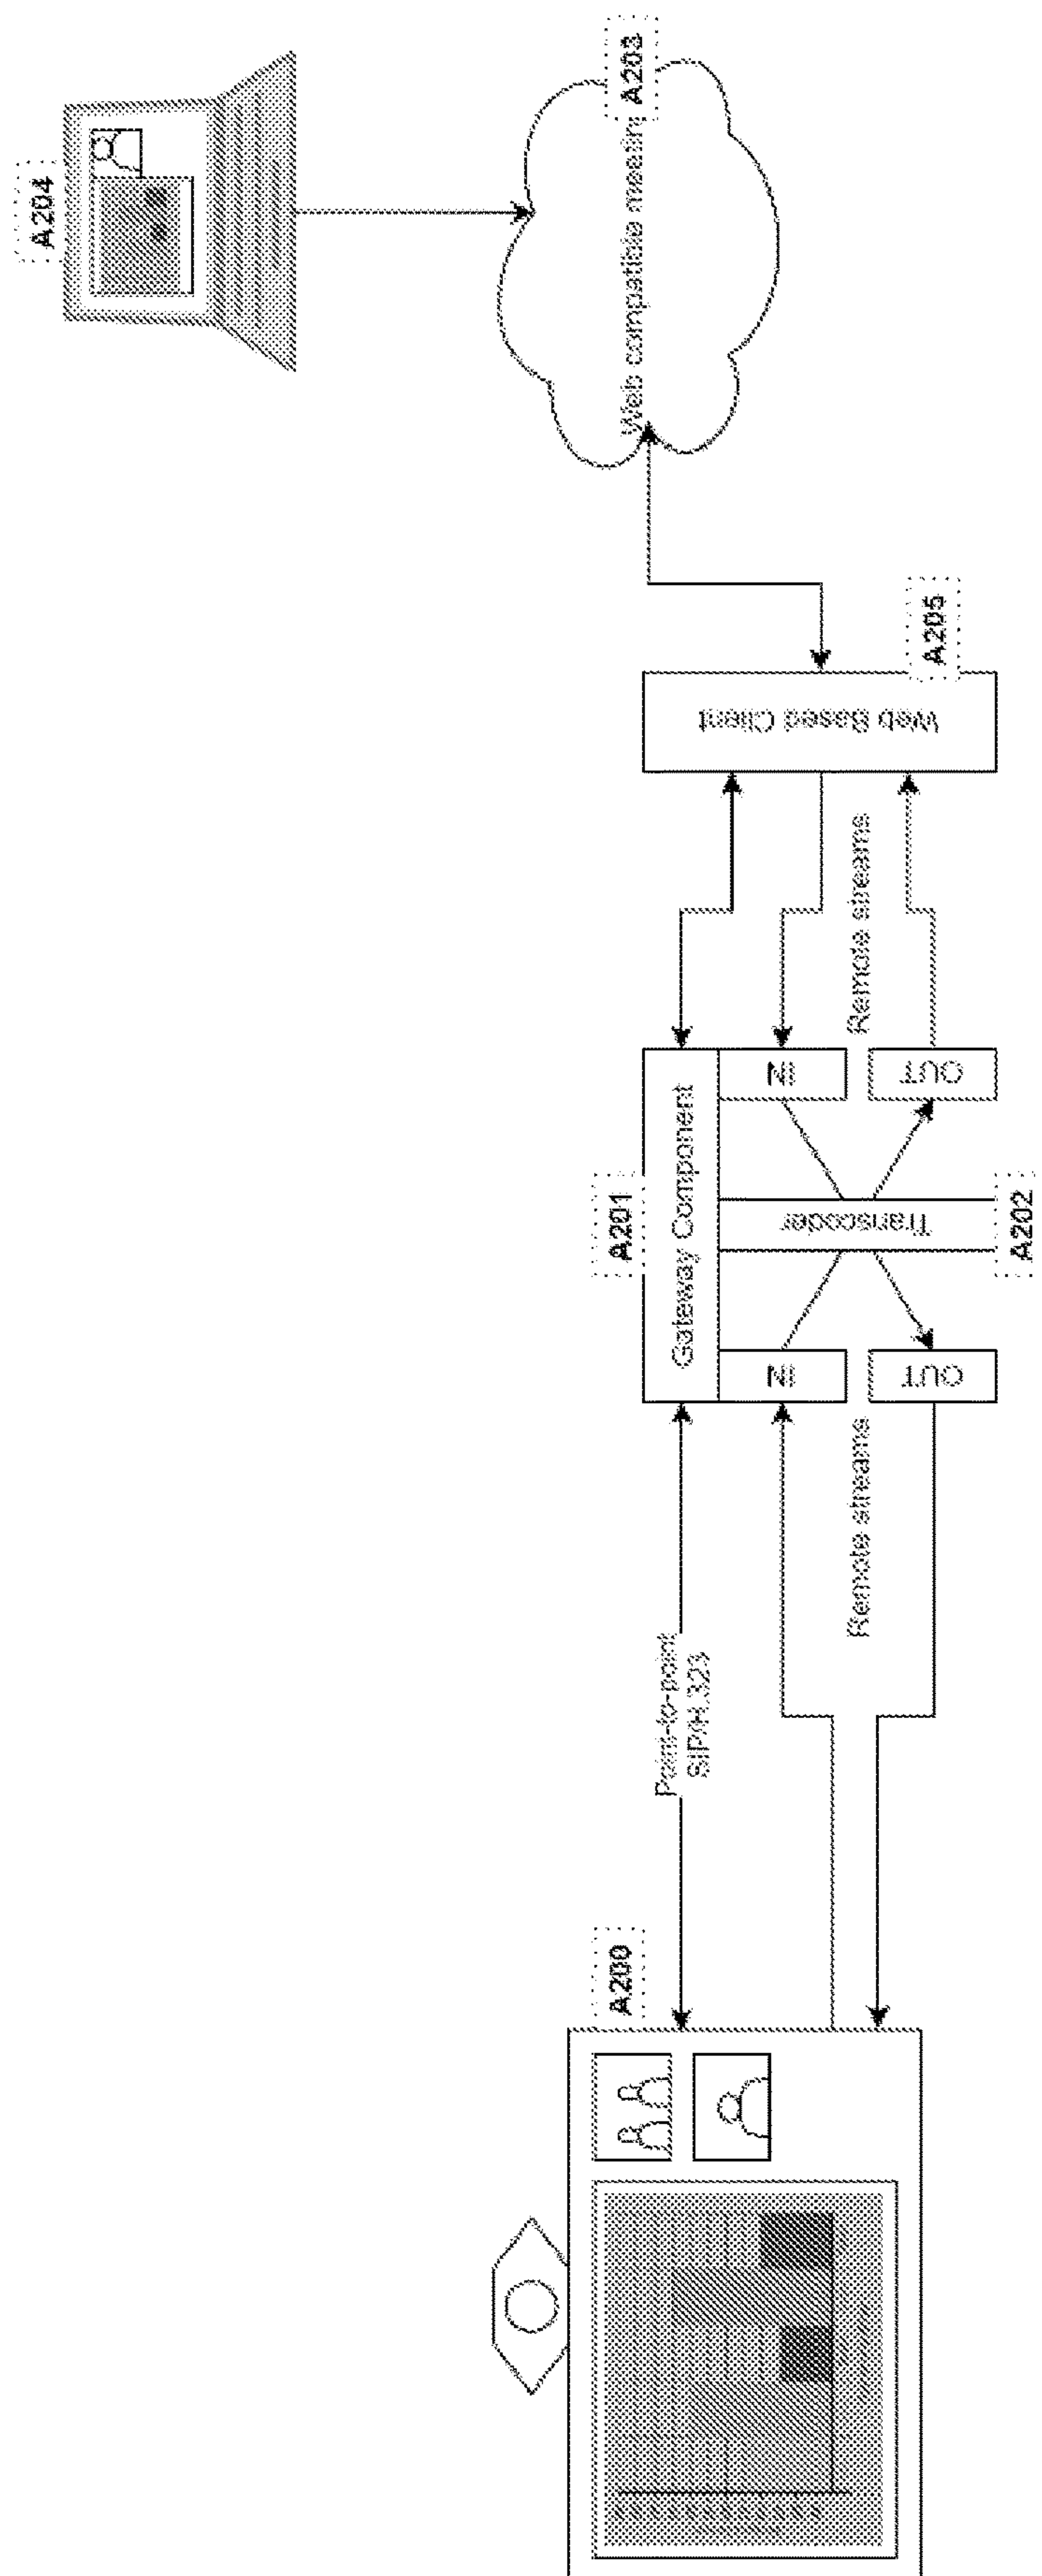 A204
A203
Web compatible meetin
A205
Web Based Client
Remote streams
IN
OUT
A201
Gateway Component
Transcoder
A202
IN
OUT
Remote streams
Point-to-point
SIP/H.323
A200